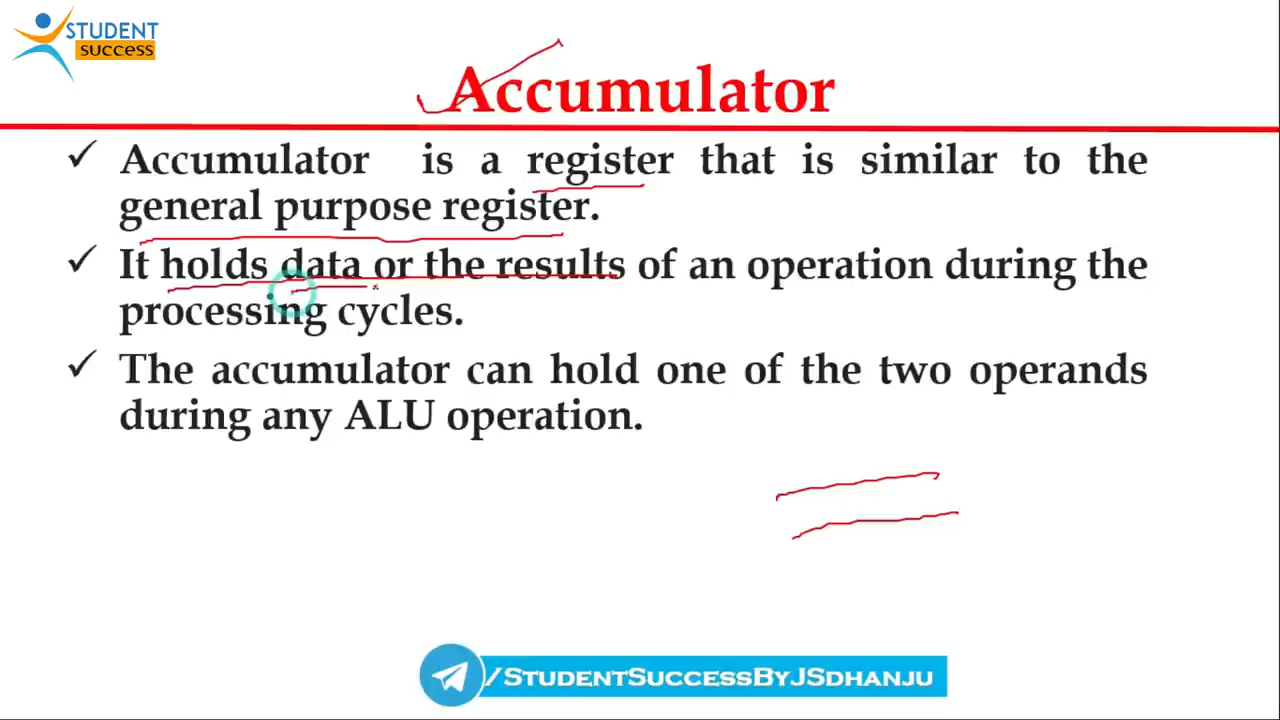 STUDENT
success
Accumulator
✓ Accumulator is a register that is similar to the
general purpose register.
✓ It holds data or the results of an operation during the
processing cycles.
✓ The accumulator can hold one of the two operands
during any ALU operation.
/StudentSuccessByJSdhanju